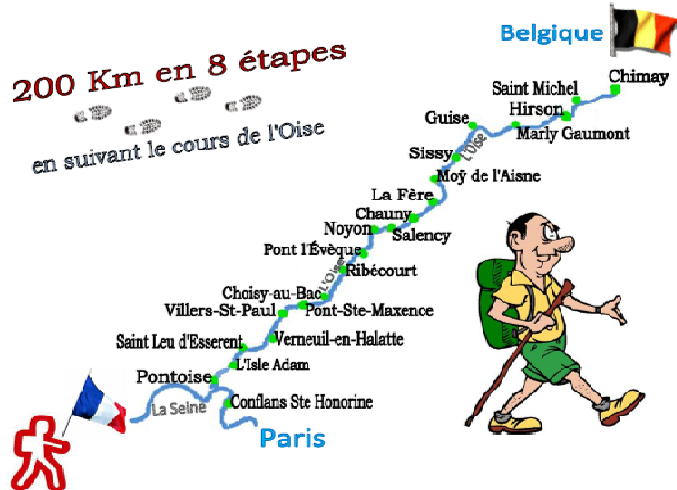 Belgique
200 Km en 8 étapes
en suivant le cours de l'Oise
Chimay
Saint Michel
Hirson
Guise
Marly Gaumont
L'Oise
Sissy
Moÿ de l'Aisne
La Fère
Chauny
Noyon
Salency
Pont l'Évèque
Ribécourt
L'Oise
Choisy-au-Bac
Villers-St-Paul
Pont-Ste-Maxence
Saint Leu d'Esserent
Verneuil-en-Halatte
L'Isle Adam
Pontoise
La Seine
Conflans Ste Honorine
Paris